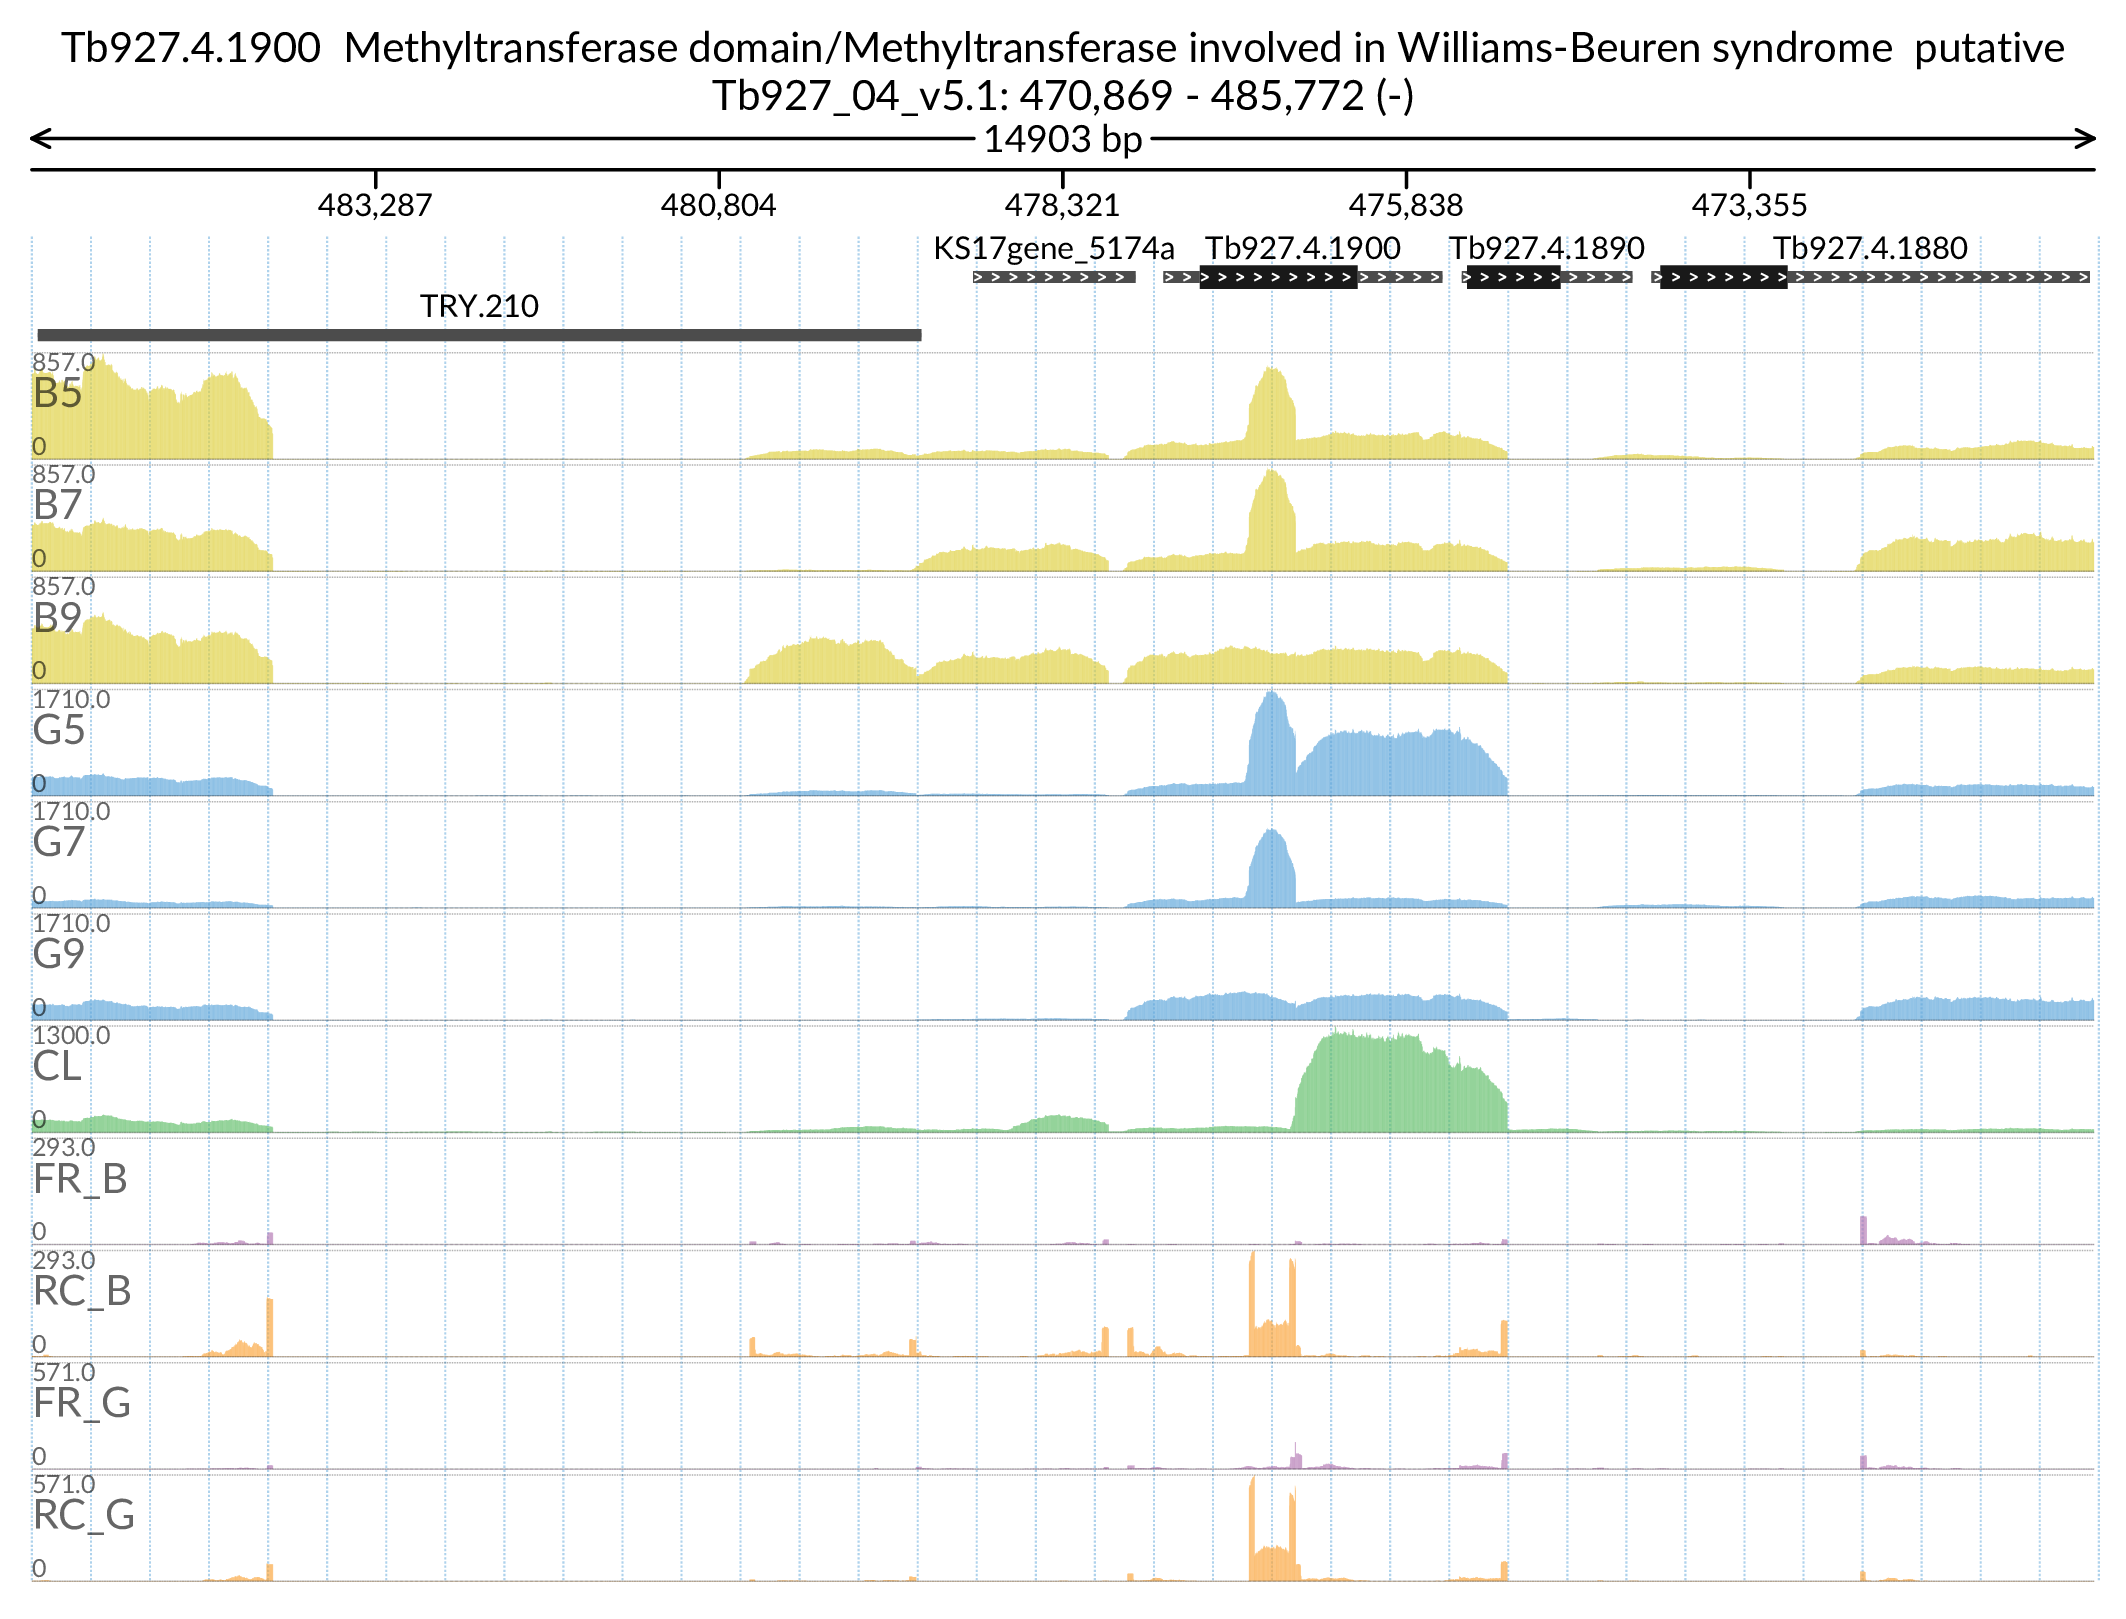 Tb927.4.1900  Methyltransferase domain/Methyltransferase involved in Williams-Beuren syndrome  putative
Tb927_04_v5.1: 470,869 - 485,772 (-)
14903 bp
483,287 480,804 478,321 475,838 473,355
KS17gene_5174a Tb927.4.1900 Tb927.4.1890 Tb927.4.1880
TRY.210
857.0
B5
0
857.0
B7
0
857.0
B9
0
1710.0
G5
0
1710.0
G7
0
1710.0
G9
0
1300.0
CL
0
293.0
FR_B
0
293.0
RC_B
0
571.0
FR_G
0
571.0
RC_G
0